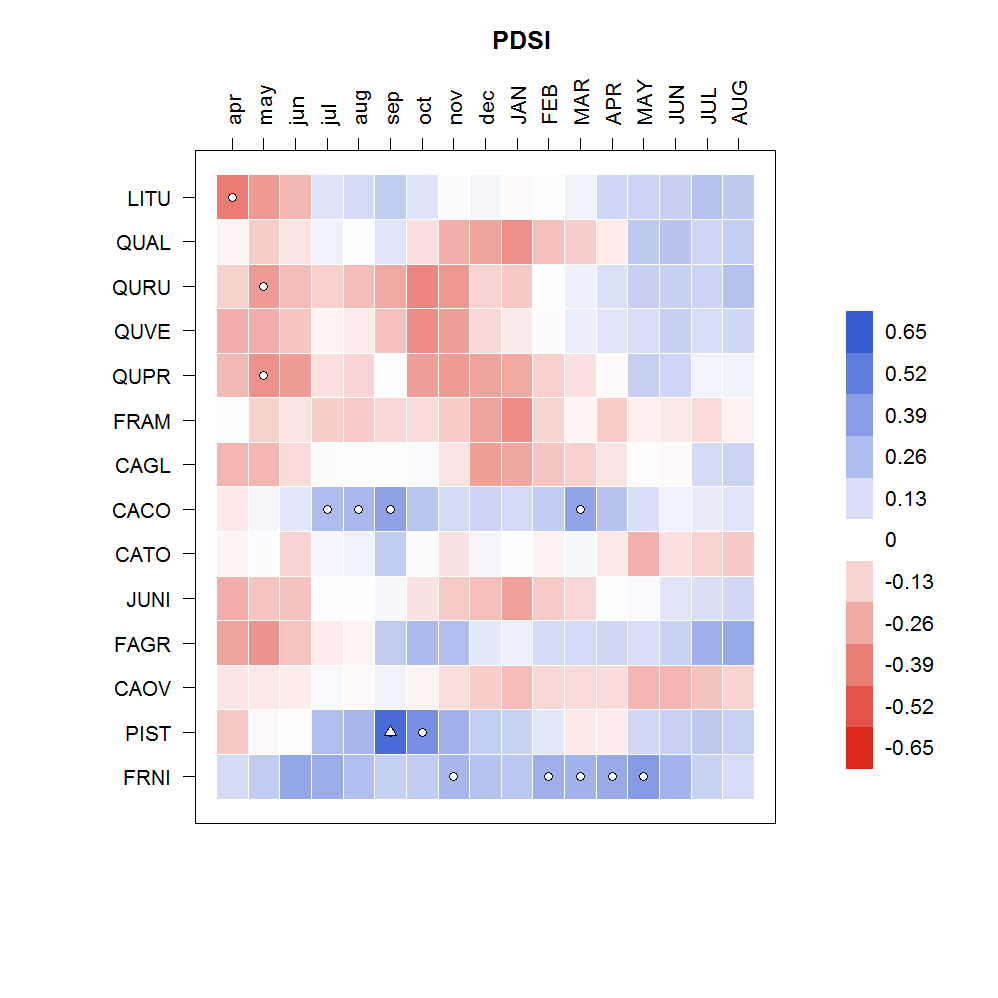 PDSI
apr may jun jul aug sep oct nov dec JAN FEB MAR APR MAY JUN JUL AUG
LITU
QUAL
QURU
QUVE
QUPR
FRAM
CAGL
CACO
CATO
JUNI
FAGR
CAOV
PIST
FRNI
0.65
0.52
0.39
0.26
0.13
0
-0.13
-0.26
-0.39
-0.52
-0.65